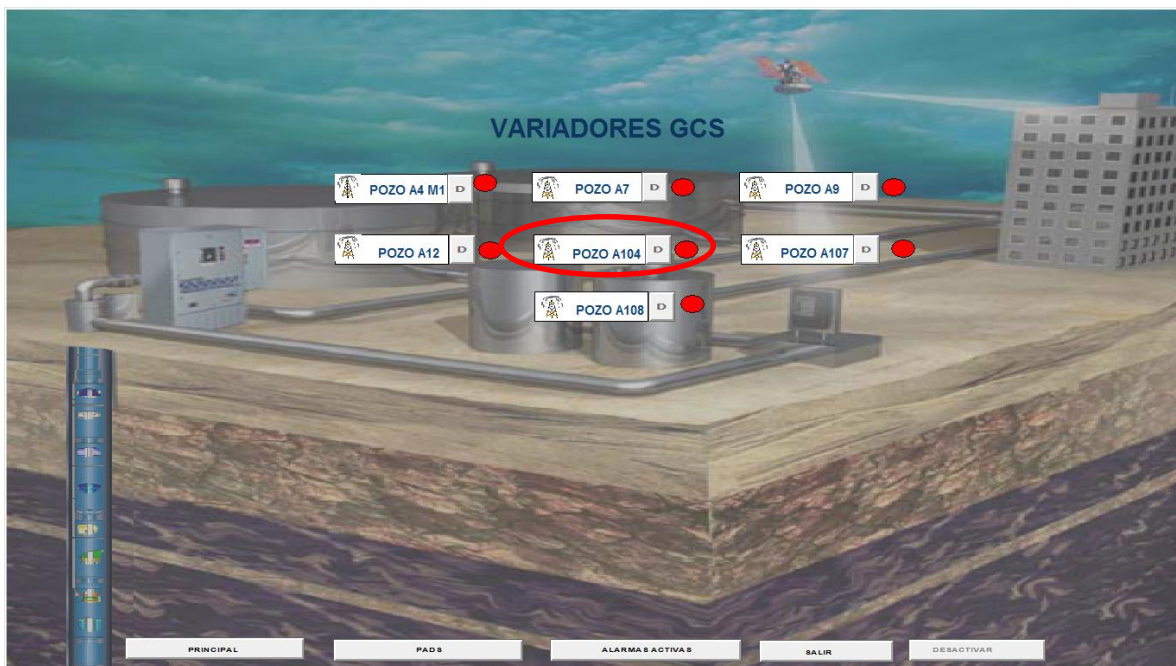 VARIADORES GCS
POZO A4 M1 D
POZO A7 D
POZO A9 D
POZO A12 D
POZO A104 D
POZO A107 D
POZO A108 D
PRINCIPAL
PADS
ALARMAS ACTIVAS
SALIR
DESACTIVAR